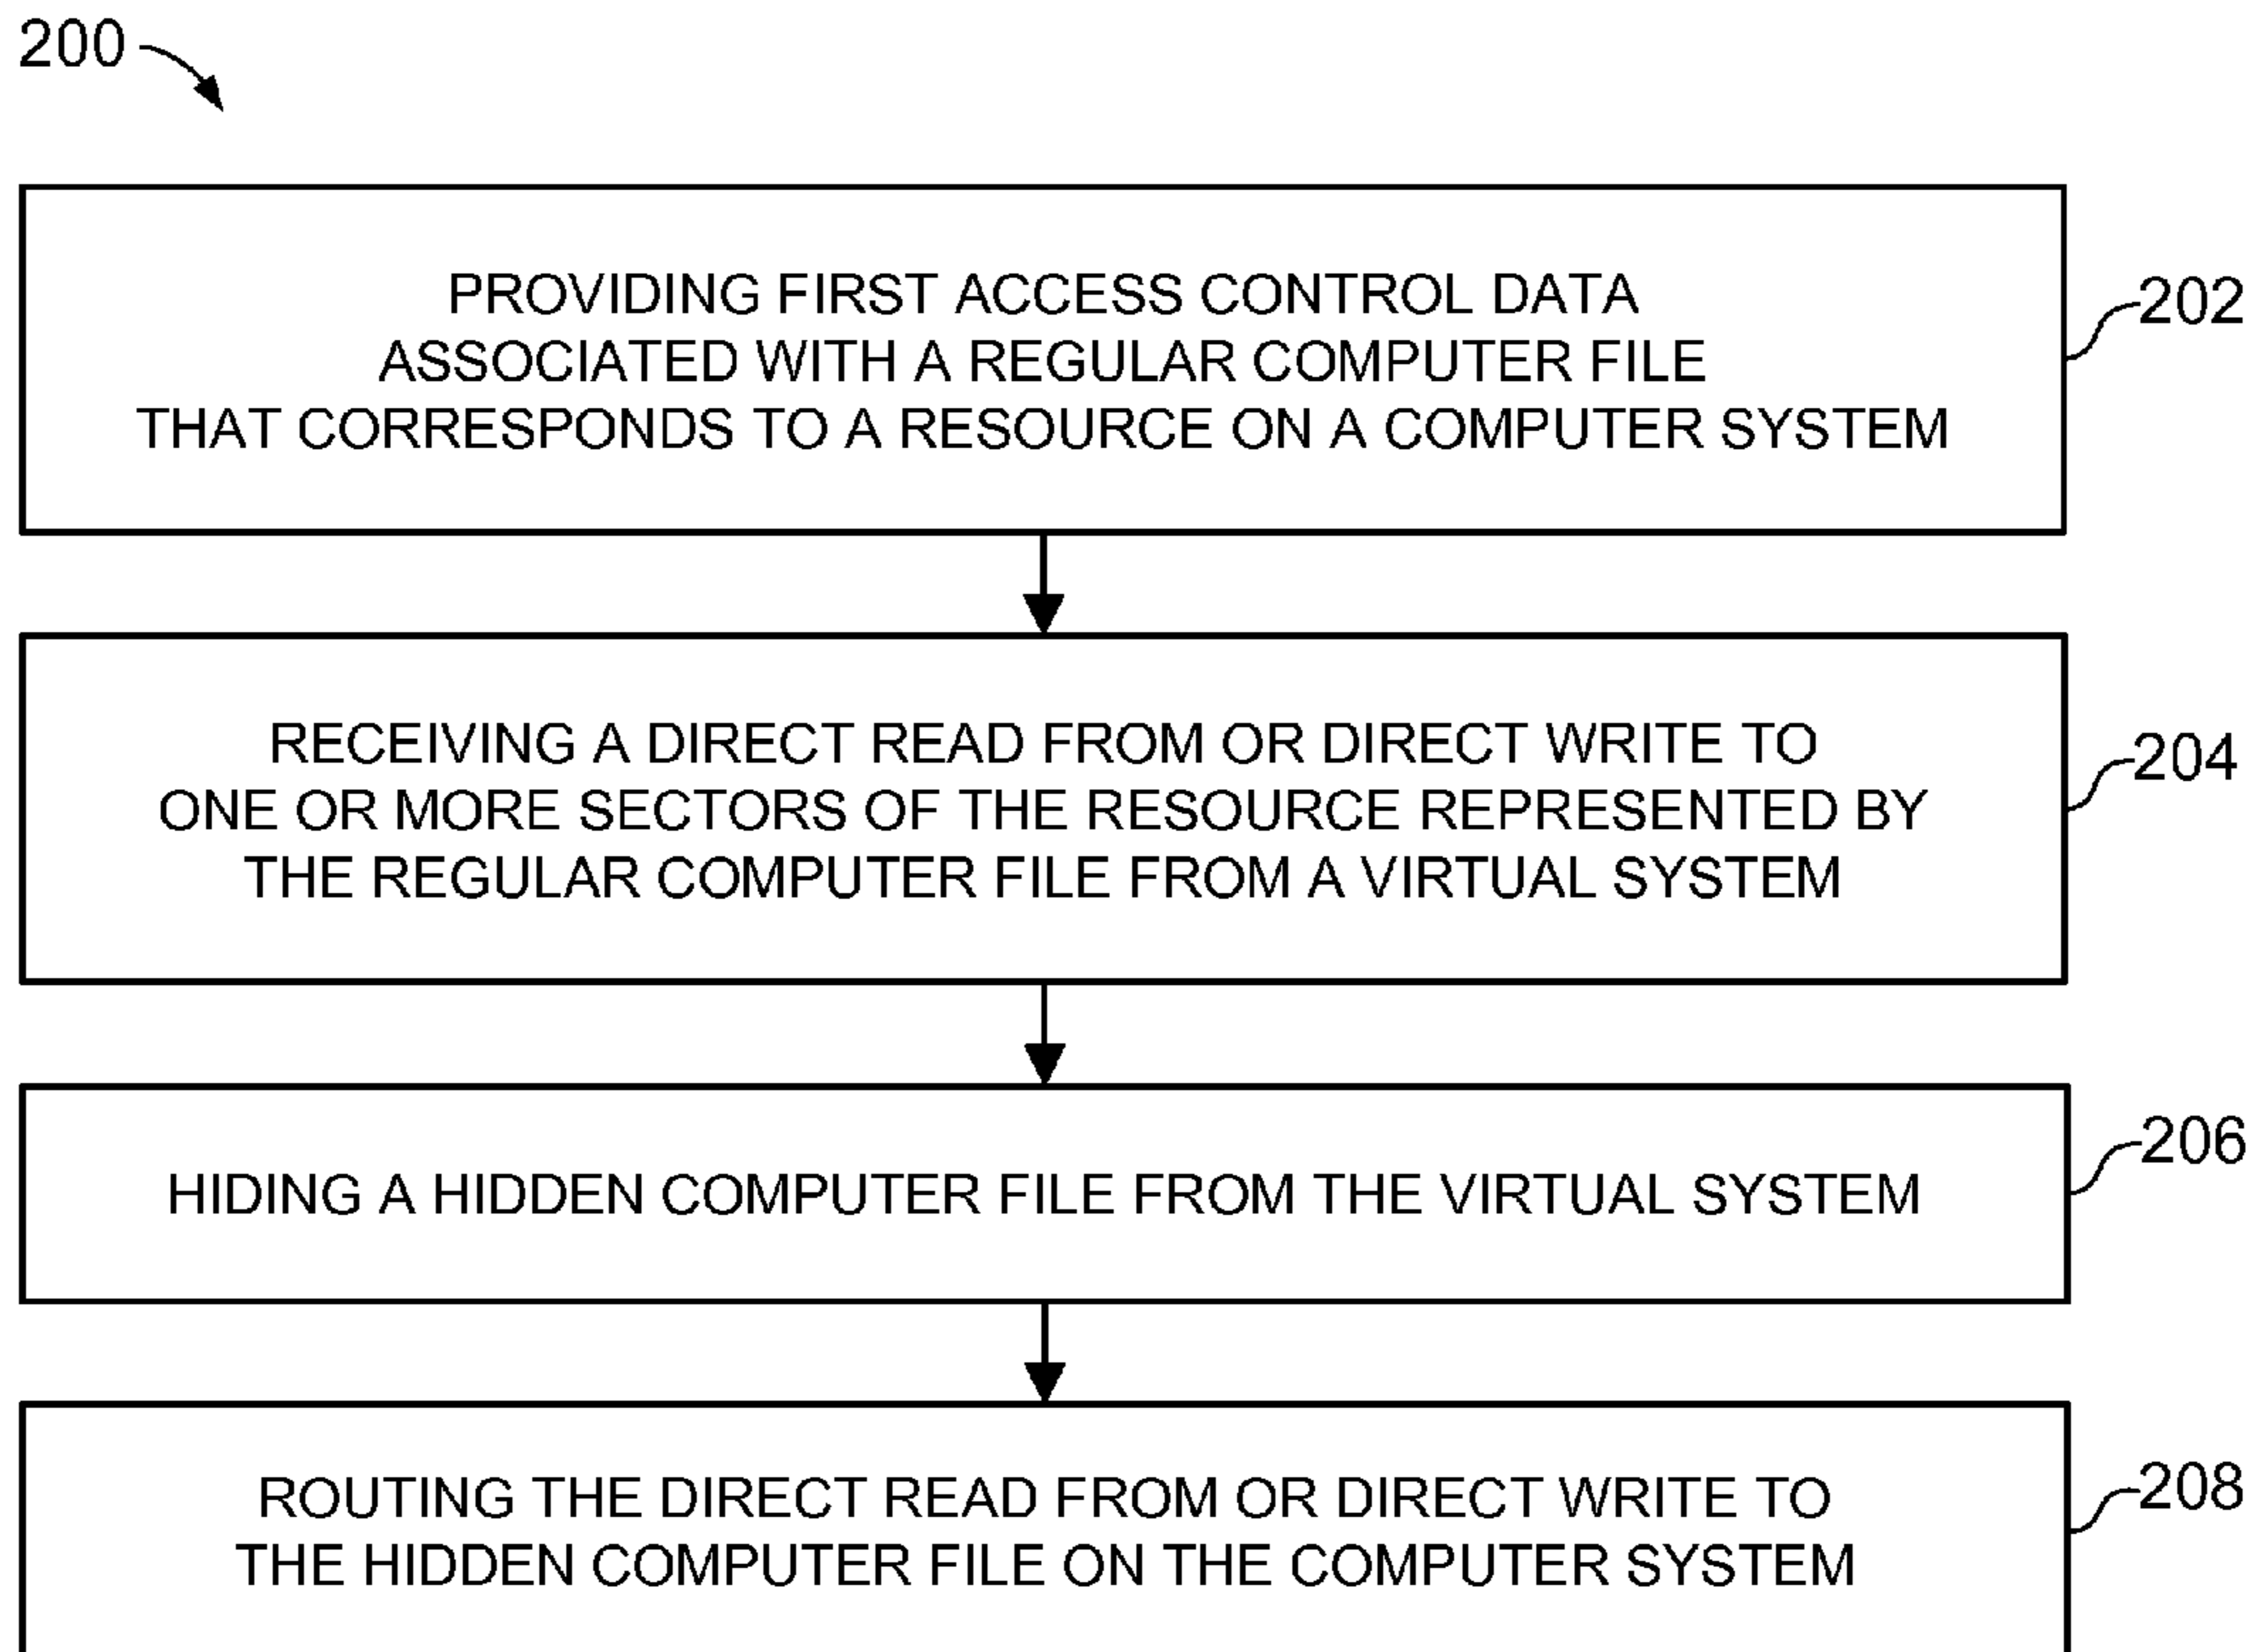 200
PROVIDING FIRST ACCESS CONTROL DATA
ASSOCIATED WITH A REGULAR COMPUTER FILE
THAT CORRESPONDS TO A RESOURCE ON A COMPUTER SYSTEM
202
RECEIVING A DIRECT READ FROM OR DIRECT WRITE TO
ONE OR MORE SECTORS OF THE RESOURCE REPRESENTED BY
THE REGULAR COMPUTER FILE FROM A VIRTUAL SYSTEM
204
HIDING A HIDDEN COMPUTER FILE FROM THE VIRTUAL SYSTEM
206
ROUTING THE DIRECT READ FROM OR DIRECT WRITE TO
THE HIDDEN COMPUTER FILE ON THE COMPUTER SYSTEM
208